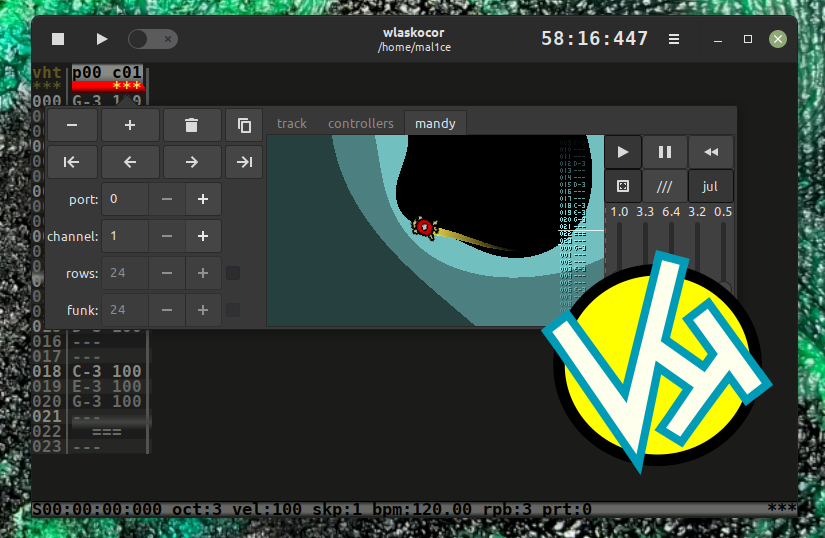 wlaskocor
/home/mal1ce
58:16:447
vht p00 c01
*** ***
000 G-3 100
track controllers mandy
port: 0
channel: 1
rows: 24
funk: 24
/// jul
1.0 3.3 6.4 3.2 0.5
016 ---
017 ---
018 C-3 100
019 E-3 100
020 G-3 100
021 ---
022 ===
023 ---
VH
S00:00:00:000 oct:3 vel:100 skp:1 bpm:120.00 rpb:3 prt:0 ***